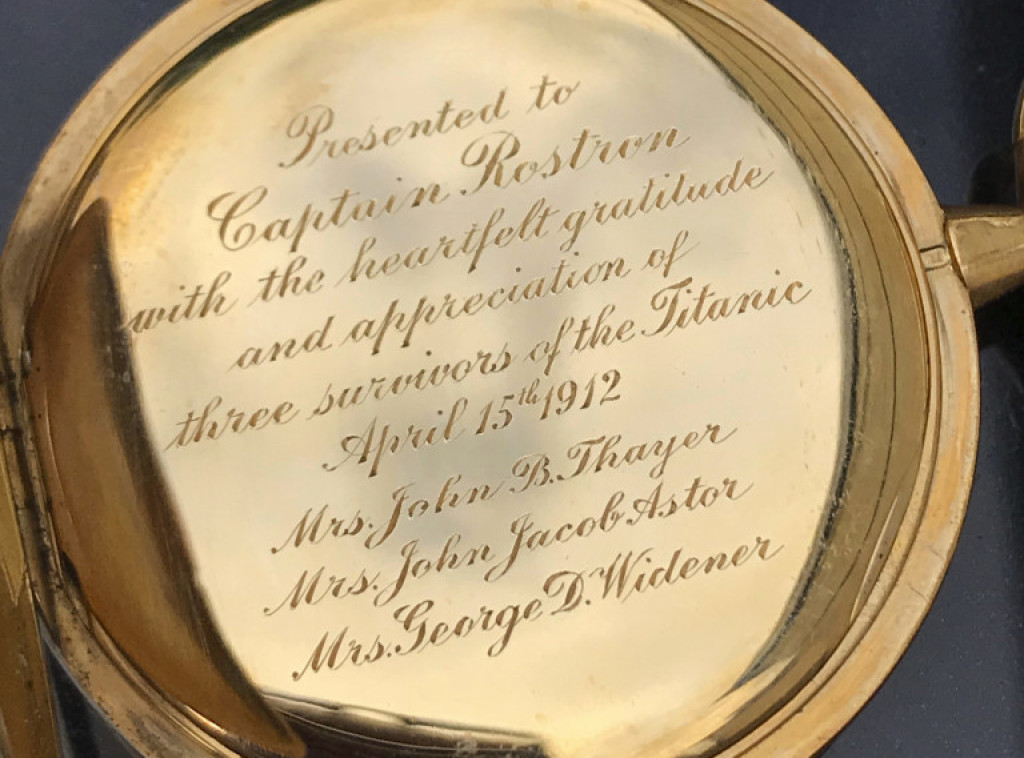 Presented to
Captain Rostron
with the heartfelt gratitude
and appreciation of
three survivors of the Titanic
April 15th 1912
Mrs. John B. Thayer
Mrs. John Jacob Astor
Mrs. George D. Widener